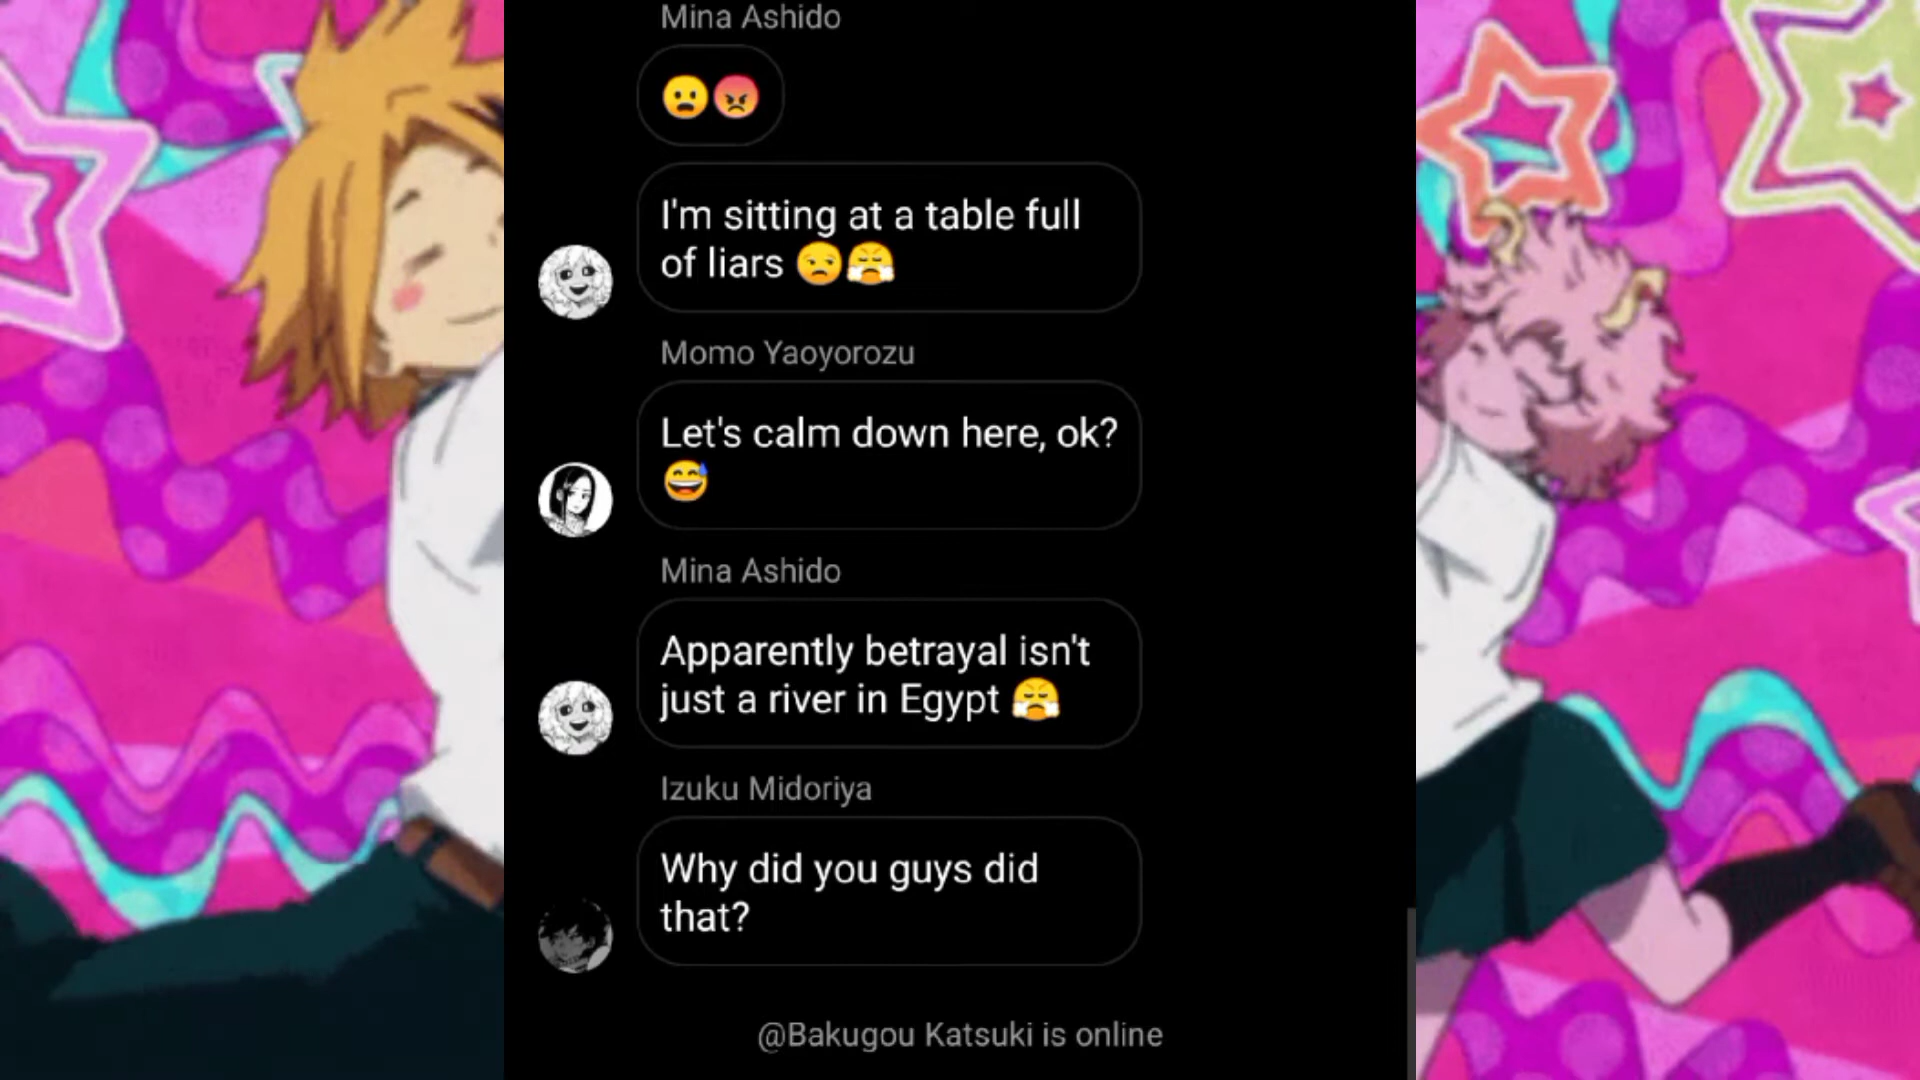 Mina Ashido
😦😡
I'm sitting at a table full
of liars 😒😤
Momo Yaoyorozu
Let's calm down here, ok?
😅
Mina Ashido
Apparently betrayal isn't
just a river in Egypt 😤
Izuku Midoriya
Why did you guys did
that?
@Bakugou Katsuki is online